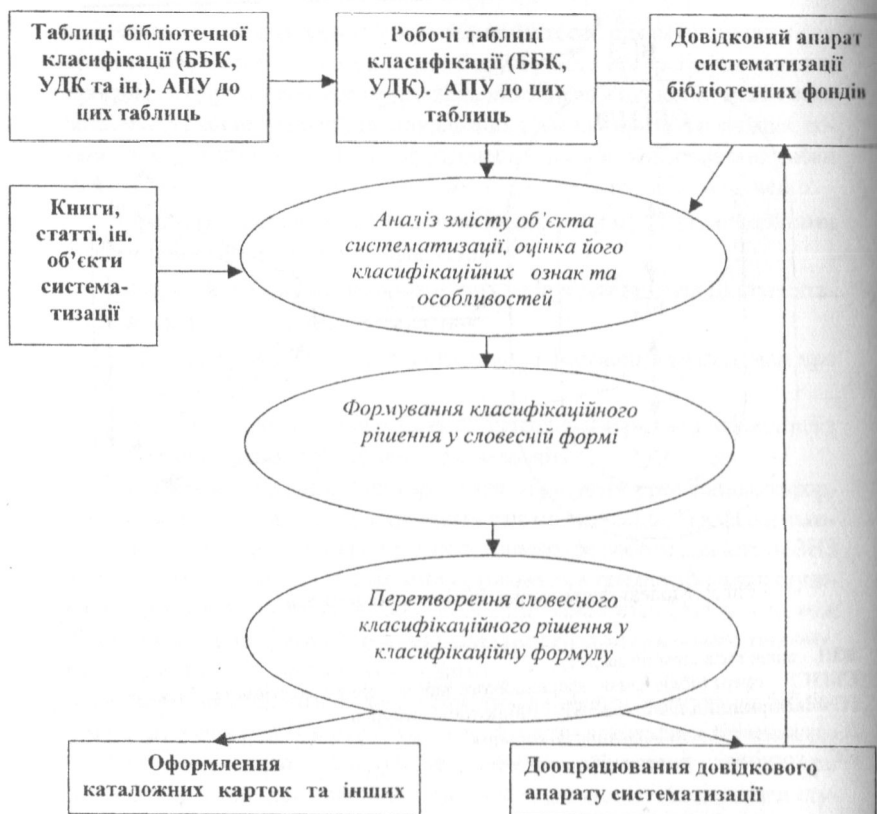 Таблиці бібліотечної
класифікації (ББК,
УДК та ін.). АПУ до
цих таблиць
Робочі таблиці
класифікації (ББК,
УДК). АПУ до цих
таблиць
Довідковий апарат
систематизації
бібліотечних фондів
Книги,
статті, ін.
об’єкти
система-
тизації
Аналіз змісту об’єкта
систематизації, оцінка його
класифікаційних ознак та
особливостей
Формування класифікаційного
рішення у словесній формі
Перетворення словесного
класифікаційного рішення у
класифікаційну формулу
Оформлення
каталожних карток та інших
Доопрацювання довідкового
апарату систематизації